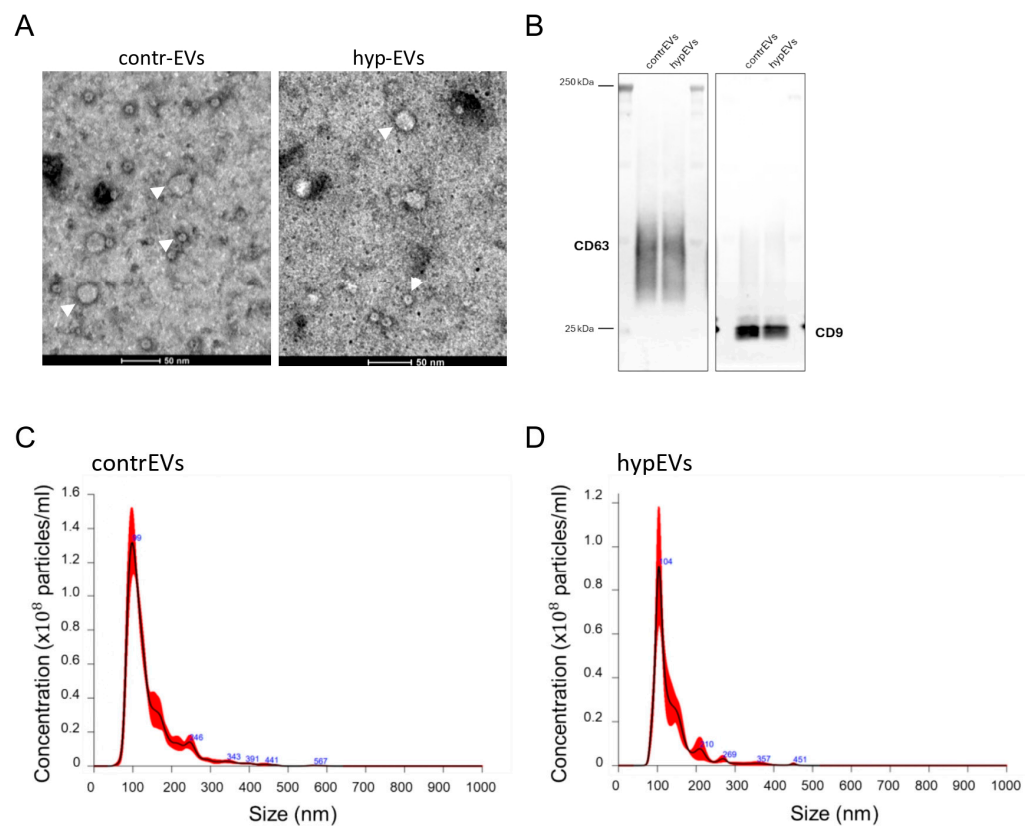 A
contr-EVs
hyp-EVs
50 nm
50 nm
B
contrEVs
hypEVs
contrEVs
hypEVs
250 kDa
CD63
25 kDa
CD9
C
contrEVs
Concentration (x10⁸ particles/ml)
1.6
1.4
1.2
1.0
0.8
0.6
0.4
0.2
0
99
246
343
391
441
567
0 100 200 300 400 500 600 700 800 900 1000
Size (nm)
D
hypEVs
Concentration (x10⁸ particles/ml)
1.2
1.0
0.8
0.6
0.4
0.2
0
104
210
269
357
451
0 100 200 300 400 500 600 700 800 900 1000
Size (nm)